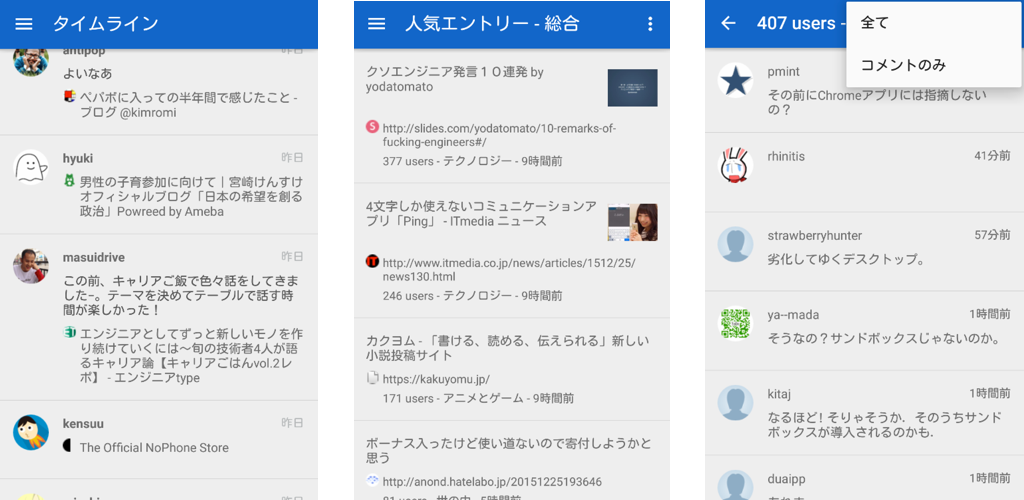 タイムライン
antipop
昨日
よいなあ
ペパボに入っての半年間で感じたこと -
ブログ @kimromi
hyuki
昨日
男性の子育参加に向けて｜宮崎けんすけ
オフィシャルブログ「日本の希望を創る
政治」Powreed by Ameba
masuidrive
昨日
この前、キャリアご飯で色々話をしてきま
したｰ。テーマを決めてテーブルで話す時
間が楽しかった！
エンジニアとしてずっと新しいモノを作
り続けていくには～旬の技術者4人が語
るキャリア論【キャリアごはんvol.2レ
ポ】 - エンジニアtype
kensuu
昨日
The Official NoPhone Store
昨日
人気エントリー - 総合
クソエンジニア発言１０連発 by
yodatomato
http://slides.com/yodatomato/10-remarks-of-
fucking-engineers#/
377 users - テクノロジー - 9時間前
4文字しか使えないコミュニケーションア
プリ「Ping」 - ITmedia ニュース
http://www.itmedia.co.jp/news/articles/1512/25/
news130.html
246 users - テクノロジー - 9時間前
カクヨム - 「書ける、読める、伝えられる」新しい
小説投稿サイト
https://kakuyomu.jp/
171 users - アニメとゲーム - 9時間前
ボーナス入ったけど使い道ないので寄付しようかと
思う
http://anond.hatelabo.jp/20151225193646
81 users - 世の中 - 5時間前
407 users -
全て
コメントのみ
pmint
その前にChromeアプリには指摘しない
の？
rhinitis
41分前
strawberryhunter
57分前
劣化してゆくデスクトップ。
ya--mada
1時間前
そうなの？サンドボックスじゃないのか。
kitaj
1時間前
なるほど! そりゃそうか．そのうちサンド
ボックスが導入されるのかも．
duaipp
1時間前